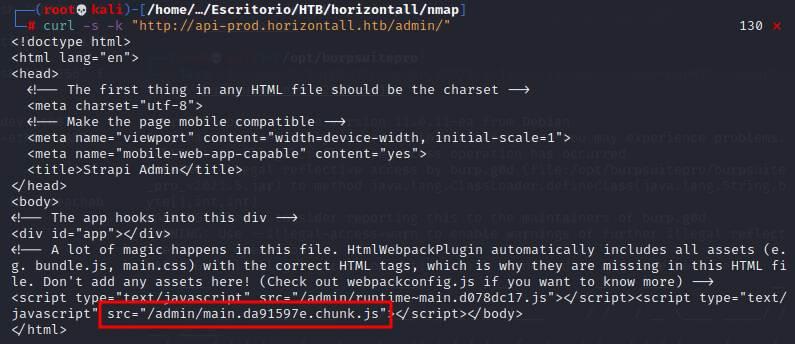 (root💀kali)-[/home/…/Escritorio/HTB/horizontall/nmap]
# curl -s -k "http://api-prod.horizontall.htb/admin/" 130 ⨯
<!doctype html>
<html lang="en">
<head>
<!-- The first thing in any HTML file should be the charset -->
<meta charset="utf-8">
<!-- Make the page mobile compatible -->
<meta name="viewport" content="width=device-width, initial-scale=1">
<meta name="mobile-web-app-capable" content="yes">
<title>Strapi Admin</title>
</head>
<body>
<!-- The app hooks into this div -->
<div id="app"></div>
<!-- A lot of magic happens in this file. HtmlWebpackPlugin automatically includes all assets (e.
g. bundle.js, main.css) with the correct HTML tags, which is why they are missing in this HTML fi
le. Don't add any assets here! (Check out webpackconfig.js if you want to know more) -->
<script type="text/javascript" src="/admin/runtime~main.d078dc17.js"></script><script type="text/
javascript" src="/admin/main.da91597e.chunk.js"></script></body>
</html>